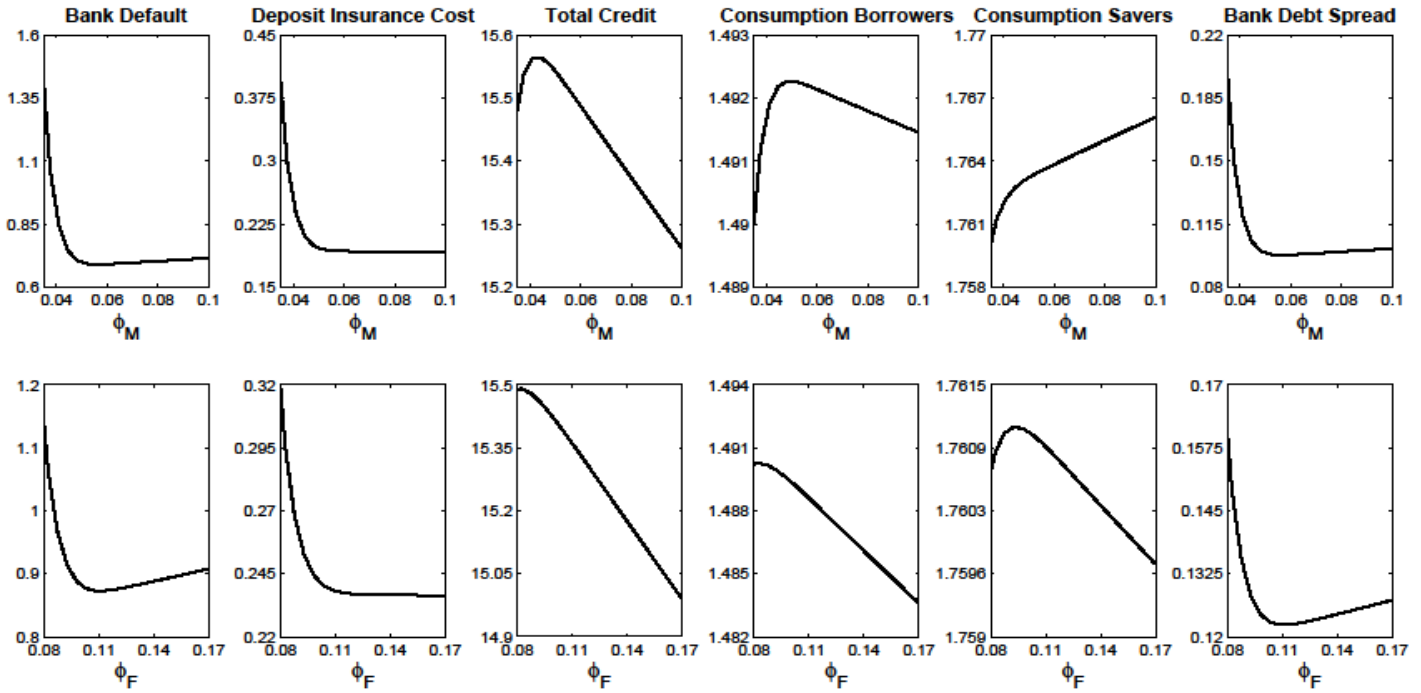 Bank Default Deposit Insurance Cost Total Credit Consumption Borrowers Consumption Savers Bank Debt Spread
1.6 0.45 15.6 1.493 1.77 0.22
1.35 0.375 15.5 1.492 1.767 0.185
1.1 0.3 15.4 1.491 1.764 0.15
0.85 0.225 15.3 1.49 1.761 0.115
0.6 0.15 15.2 1.489 1.758 0.08
0.04 0.06 0.08 0.1 0.04 0.06 0.08 0.1 0.04 0.06 0.08 0.1 0.04 0.06 0.08 0.1 0.04 0.06 0.08 0.1 0.04 0.06 0.08 0.1
ϕM ϕM ϕM ϕM ϕM ϕM
1.2 0.32 15.5 1.494 1.7615 0.17
1.1 0.295 15.35 1.491 1.7609 0.1575
1 0.27 15.2 1.488 1.7603 0.145
0.9 0.245 15.05 1.485 1.7596 0.1325
0.8 0.22 14.9 1.482 1.759 0.12
0.08 0.11 0.14 0.17 0.08 0.11 0.14 0.17 0.08 0.11 0.14 0.17 0.08 0.11 0.14 0.17 0.08 0.11 0.14 0.17 0.08 0.11 0.14 0.17
ϕF ϕF ϕF ϕF ϕF ϕF